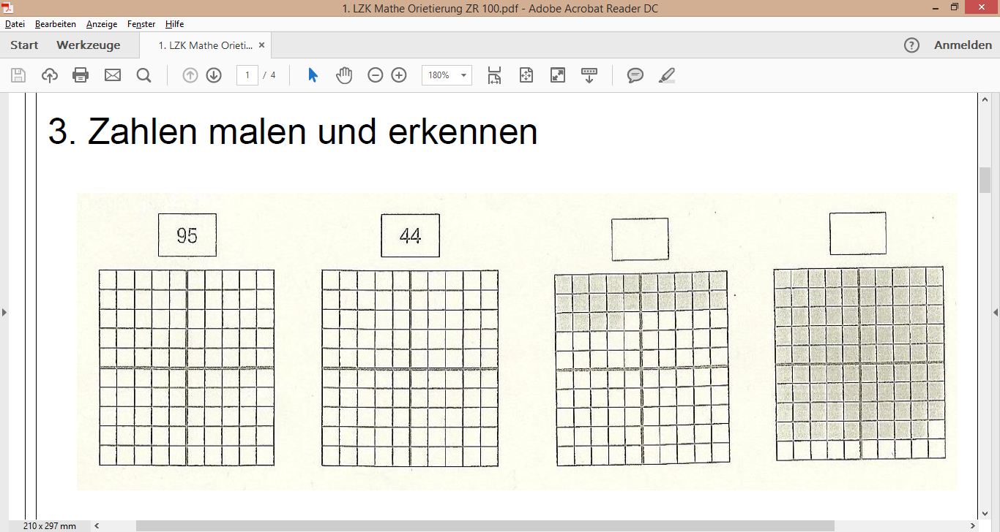 1. LZK Mathe Orietierung ZR 100.pdf - Adobe Acrobat Reader DC
Datei Bearbeiten Anzeige Fenster Hilfe
Start Werkzeuge 1. LZK Mathe Orieti... × ? Anmelden
1 / 4 180%
3. Zahlen malen und erkennen
95 44
210 x 297 mm